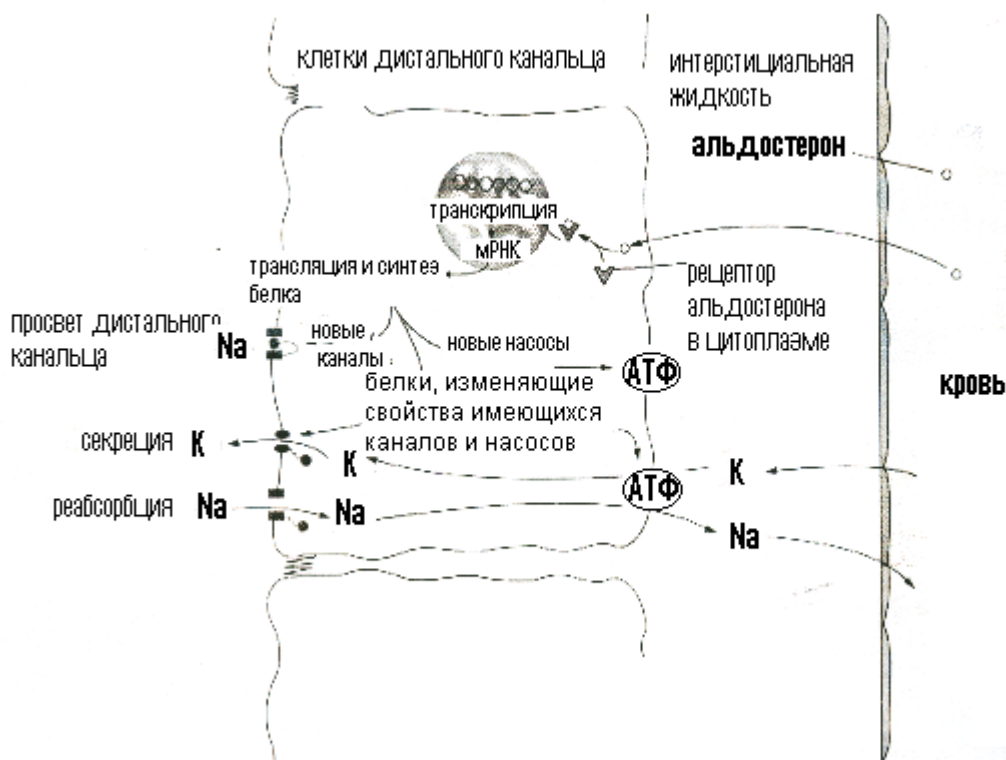 клетки дистального канальца
интерстициальная
жидкость
альдостерон
транскрипция
мРНК
трансляция и синтез
белка
рецептор
альдостерона
в цитоплазме
просвет дистального
канальца
Na
новые
каналы
новые насосы
АТФ
белки, изменяющие
свойства имеющихся
каналов и насосов
кровь
секреция К
К
АТФ
К
реабсорбция Na
Na
Na